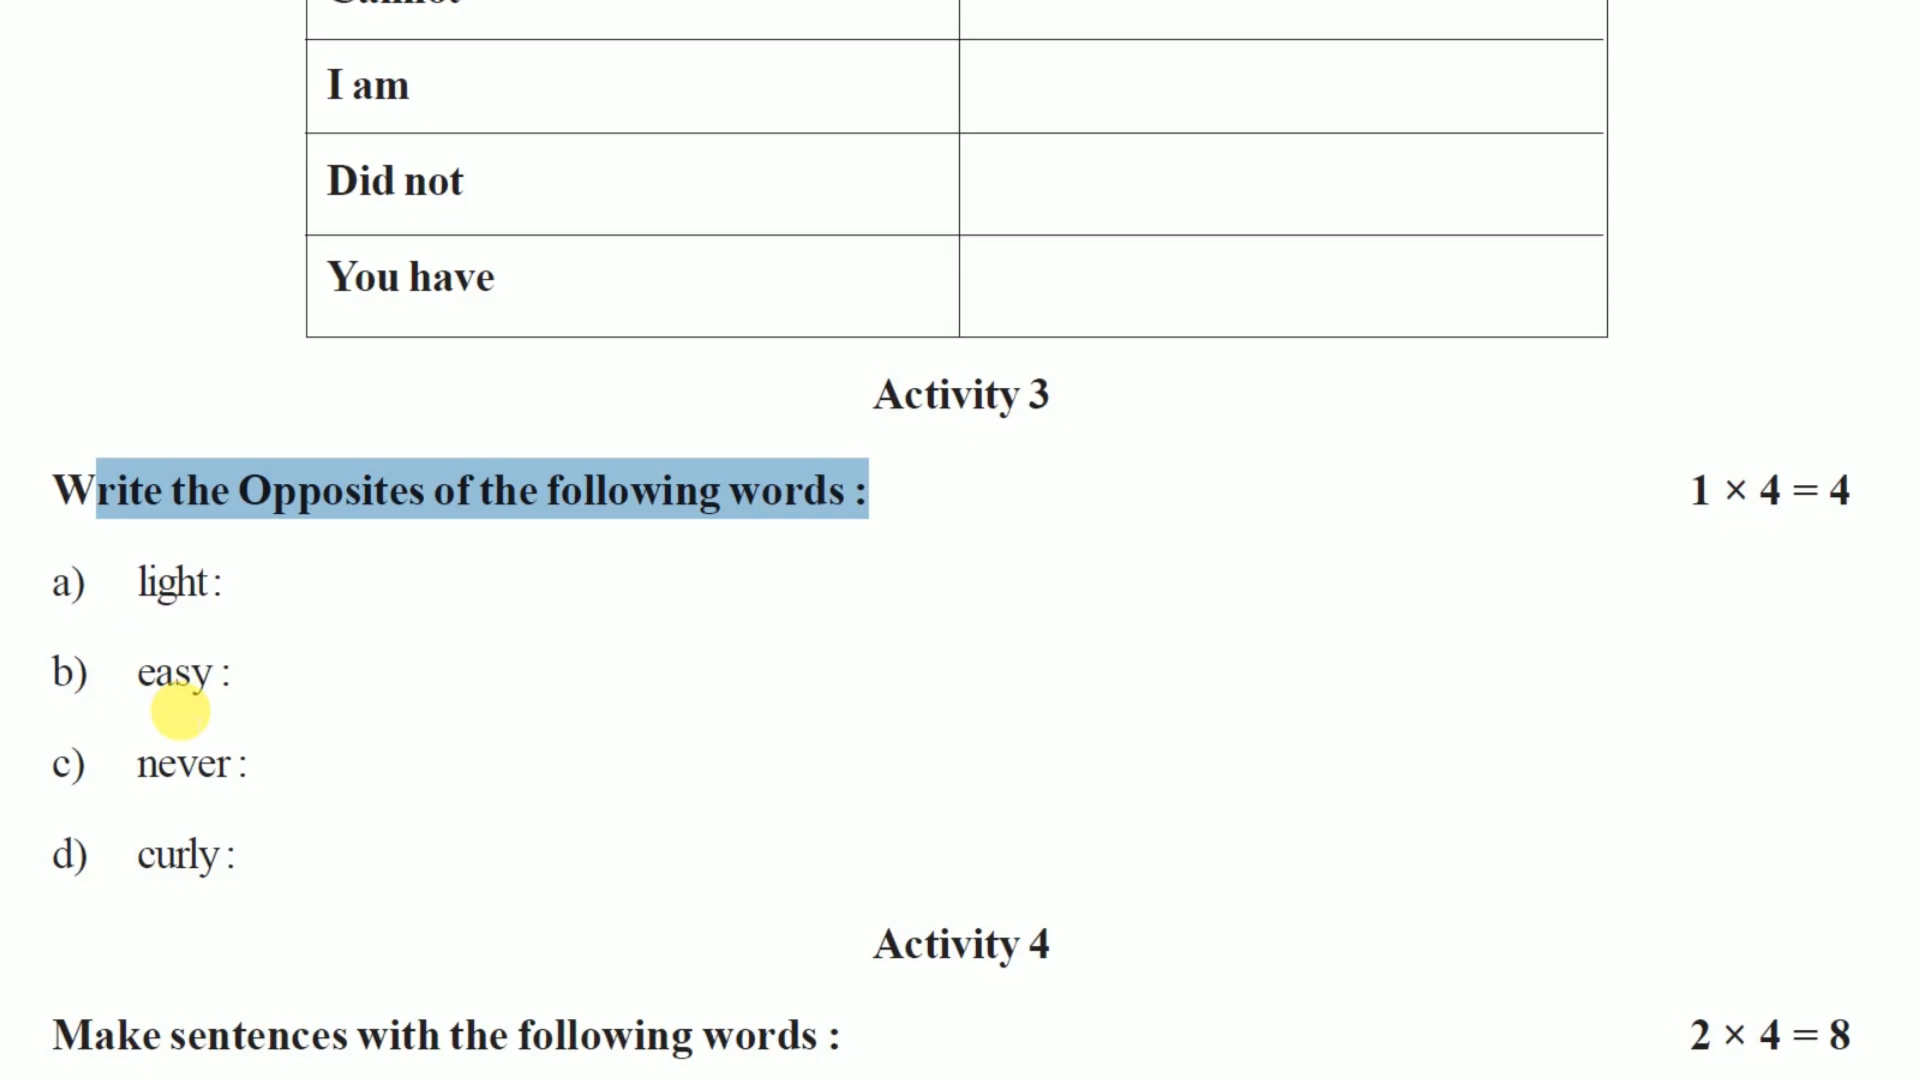 Cannot
I am
Did not
You have
Activity 3
Write the Opposites of the following words : 1 × 4 = 4
a) light :
b) easy :
c) never :
d) curly :
Activity 4
Make sentences with the following words : 2 × 4 = 8